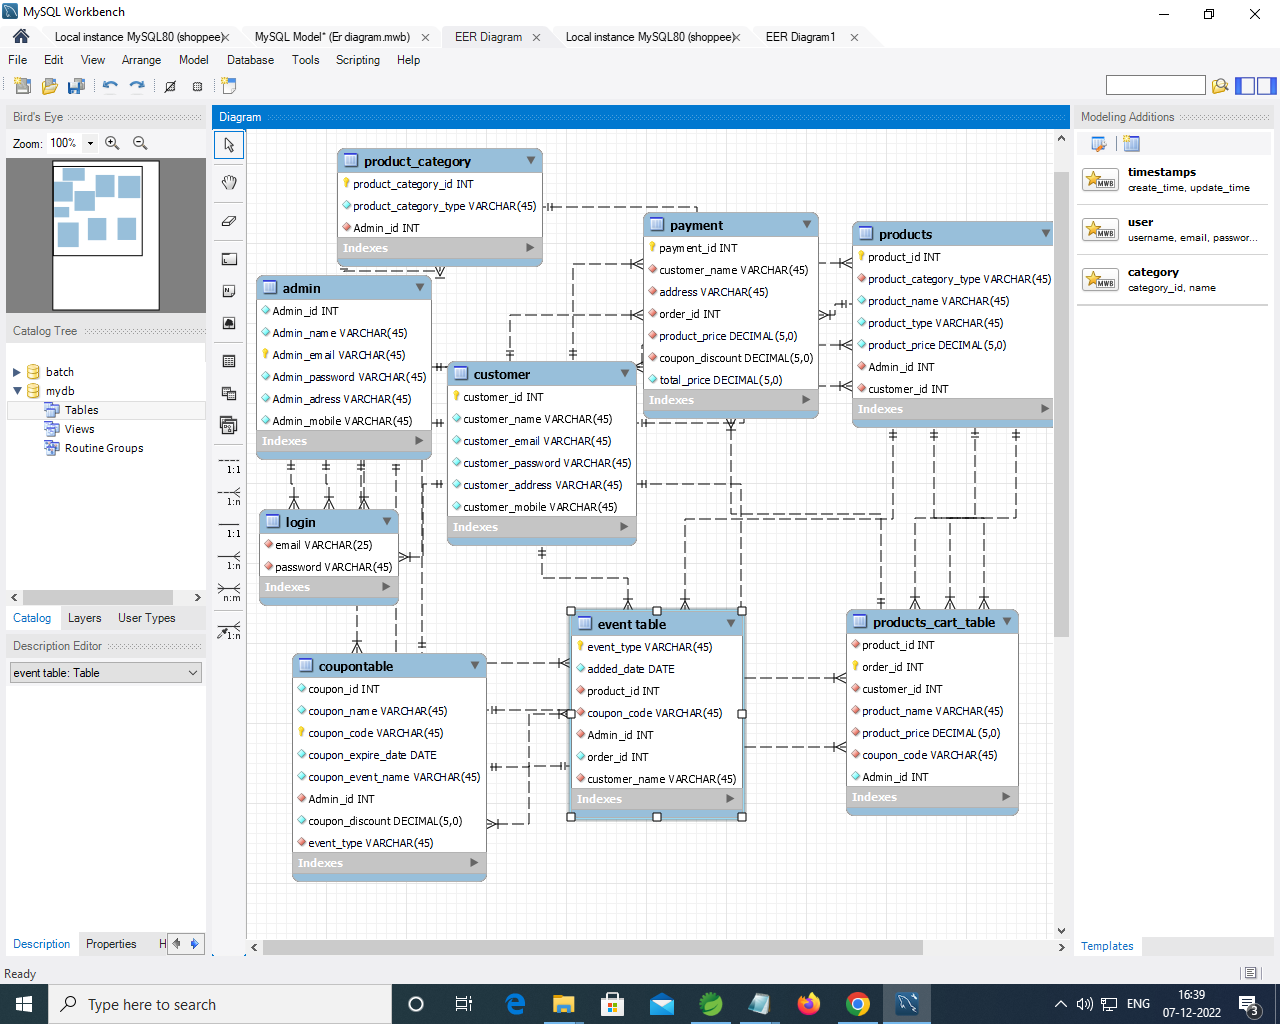 MySQL Workbench
Local instance MySQL80 (shoppee)
MySQL Model* (Er diagram.mwb)
EER Diagram
Local instance MySQL80 (shoppee)
EER Diagram1
File Edit View Arrange Model Database Tools Scripting Help
Bird's Eye
Zoom: 100%
Catalog Tree
batch
mydb
Tables
Views
Routine Groups
Catalog Layers User Types
Description Editor
event table: Table
Description Properties H
Diagram
1:1
1:n
1:1
1:n
n:m
1:n
product_category
product_category_id INT
product_category_type VARCHAR(45)
Admin_id INT
Indexes
admin
Admin_id INT
Admin_name VARCHAR(45)
Admin_email VARCHAR(45)
Admin_password VARCHAR(45)
Admin_adress VARCHAR(45)
Admin_mobile VARCHAR(45)
Indexes
login
email VARCHAR(25)
password VARCHAR(45)
Indexes
customer
customer_id INT
customer_name VARCHAR(45)
customer_email VARCHAR(45)
customer_password VARCHAR(45)
customer_address VARCHAR(45)
customer_mobile VARCHAR(45)
Indexes
payment
payment_id INT
customer_name VARCHAR(45)
address VARCHAR(45)
order_id INT
product_price DECIMAL(5,0)
coupon_discount DECIMAL(5,0)
total_price DECIMAL(5,0)
Indexes
products
product_id INT
product_category_type VARCHAR(45)
product_name VARCHAR(45)
product_type VARCHAR(45)
product_price DECIMAL(5,0)
Admin_id INT
customer_id INT
Indexes
coupontable
coupon_id INT
coupon_name VARCHAR(45)
coupon_code VARCHAR(45)
coupon_expire_date DATE
coupon_event_name VARCHAR(45)
Admin_id INT
coupon_discount DECIMAL(5,0)
event_type VARCHAR(45)
Indexes
event table
event_type VARCHAR(45)
added_date DATE
product_id INT
coupon_code VARCHAR(45)
Admin_id INT
order_id INT
customer_name VARCHAR(45)
Indexes
products_cart_table
product_id INT
order_id INT
customer_id INT
product_name VARCHAR(45)
product_price DECIMAL(5,0)
coupon_code VARCHAR(45)
Admin_id INT
Indexes
Modeling Additions
MWB
timestamps
create_time, update_time
MWB
user
username, email, passwor...
MWB
category
category_id, name
Templates
Ready
Type here to search
ENG
16:39
07-12-2022
3